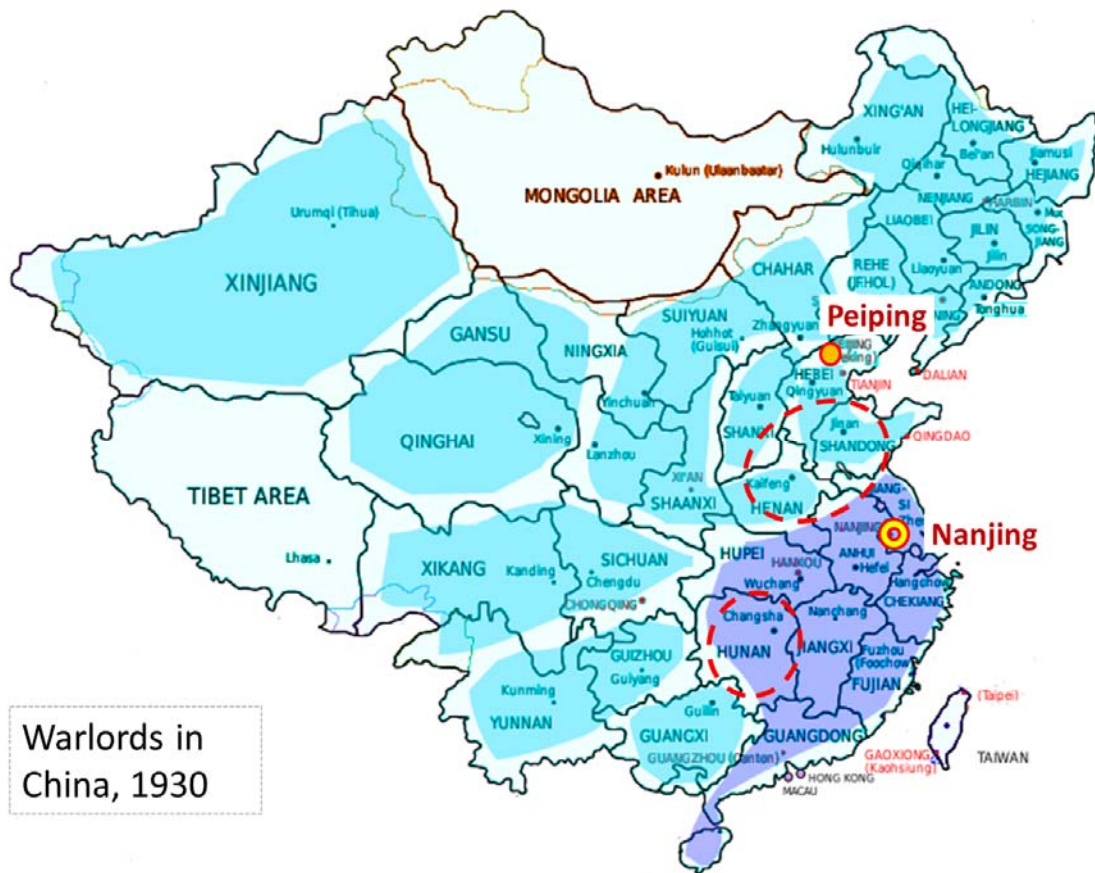 XING'AN
HEI-
LONGJIANG
Hulunbuir
Bei'an
Jiamusi
Qiqihar
HEJIANG
Kulun (Ulaanbaatar)
MONGOLIA AREA
NENJIANG
HARBIN
Urumqi (Tihua)
LIAOBEI
SONG-
JIANG
JILIN
Jilin
XINJIANG
CHAHAR
REHE
(JEHOL)
Liaoyuan
ANDONG
Tonghua
SUIYUAN
Zhangyuan
Peiping
GANSU
Hohhot
(Guisui)
NINGXIA
HEBEI
DALIAN
TIANJIN
Qingyuan
Yinchuan
Taiyuan
Jinan
QINGHAI
Xining
SHANXI
SHANDONG
QINGDAO
Lanzhou
XI'AN
Kaifeng
TIBET AREA
SHAANXI
HENAN
NANJING
Nanjing
HUPEI
ANHUI
Hefei
Lhasa
XIKANG
Kanding
SICHUAN
Chengdu
HANKOU
Wuchang
Hangchow
CHEKIANG
CHONGQING
Changsha
Nanchang
HUNAN
JIANGXI
Fuzhou
(Foochow)
GUIZHOU
Guiyang
FUJIAN
Kunming
YUNNAN
Guilin
(Taipei)
GUANGXI
GUANGDONG
GUANGZHOU (Canton)
GAOXIONG
(Kaohsiung)
TAIWAN
HONG KONG
MACAU
Warlords in
China, 1930